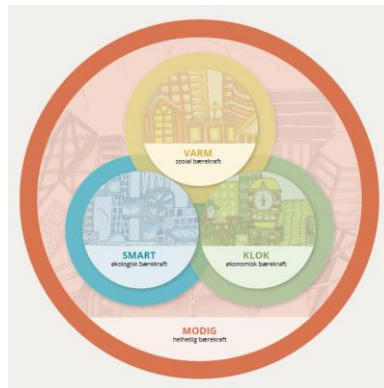 VARM
sosial bærekraft
SMART
økologisk bærekraft
KLOK
økonomisk bærekraft
MODIG
helhetlig bærekraft